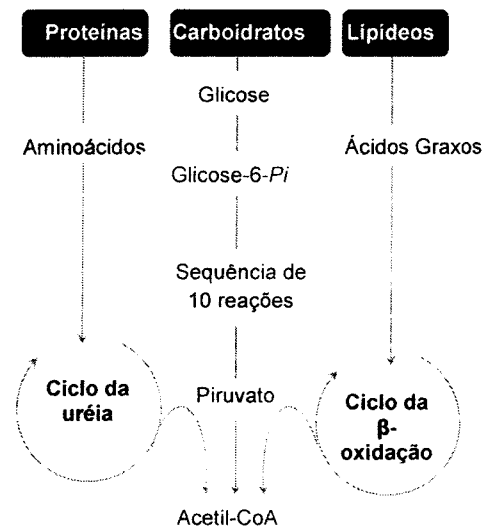 Proteínas Carboidratos Lípideos
Glicose
Aminoácidos Ácidos Graxos
Glicose-6-Pi
Sequência de
10 reações
Ciclo da
uréia
Piruvato
Ciclo da
β-
oxidação
Acetil-CoA